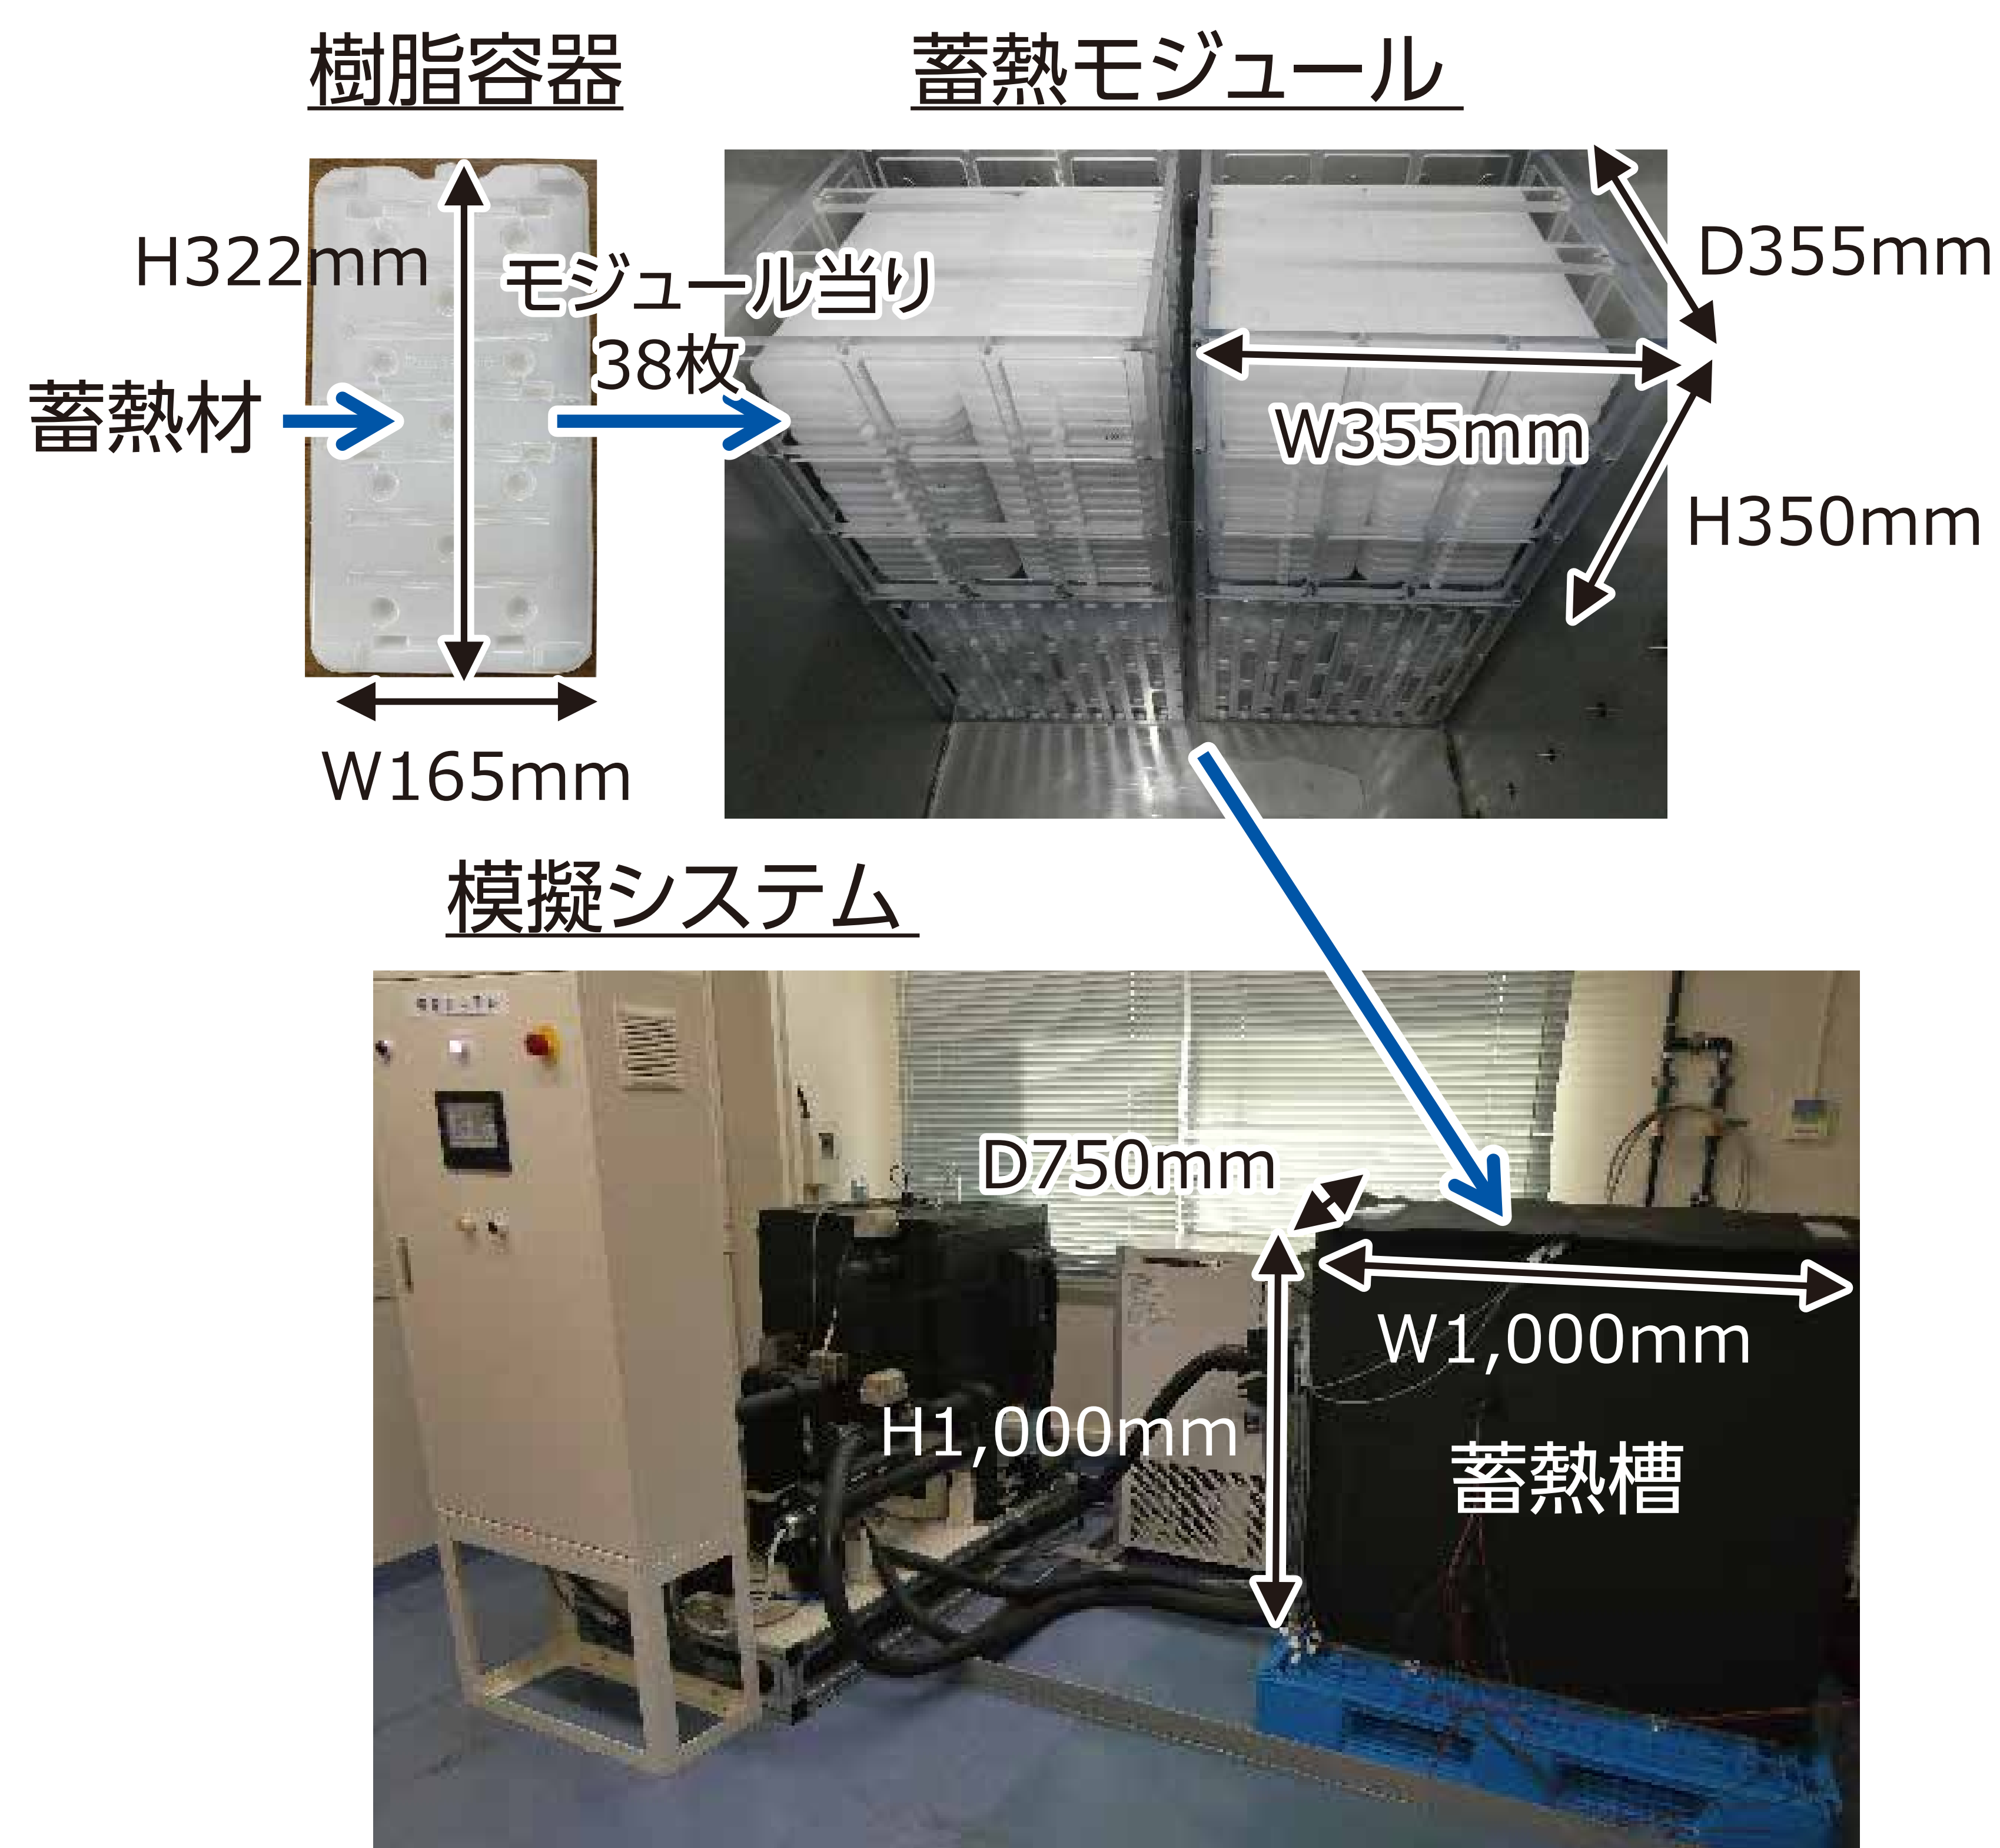 樹脂容器
蓄熱モジュール
H322mm
モジュール当り
38枚
蓄熱材
W165mm
D355mm
W355mm
H350mm
模擬システム
D750mm
W1,000mm
H1,000mm
蓄熱槽